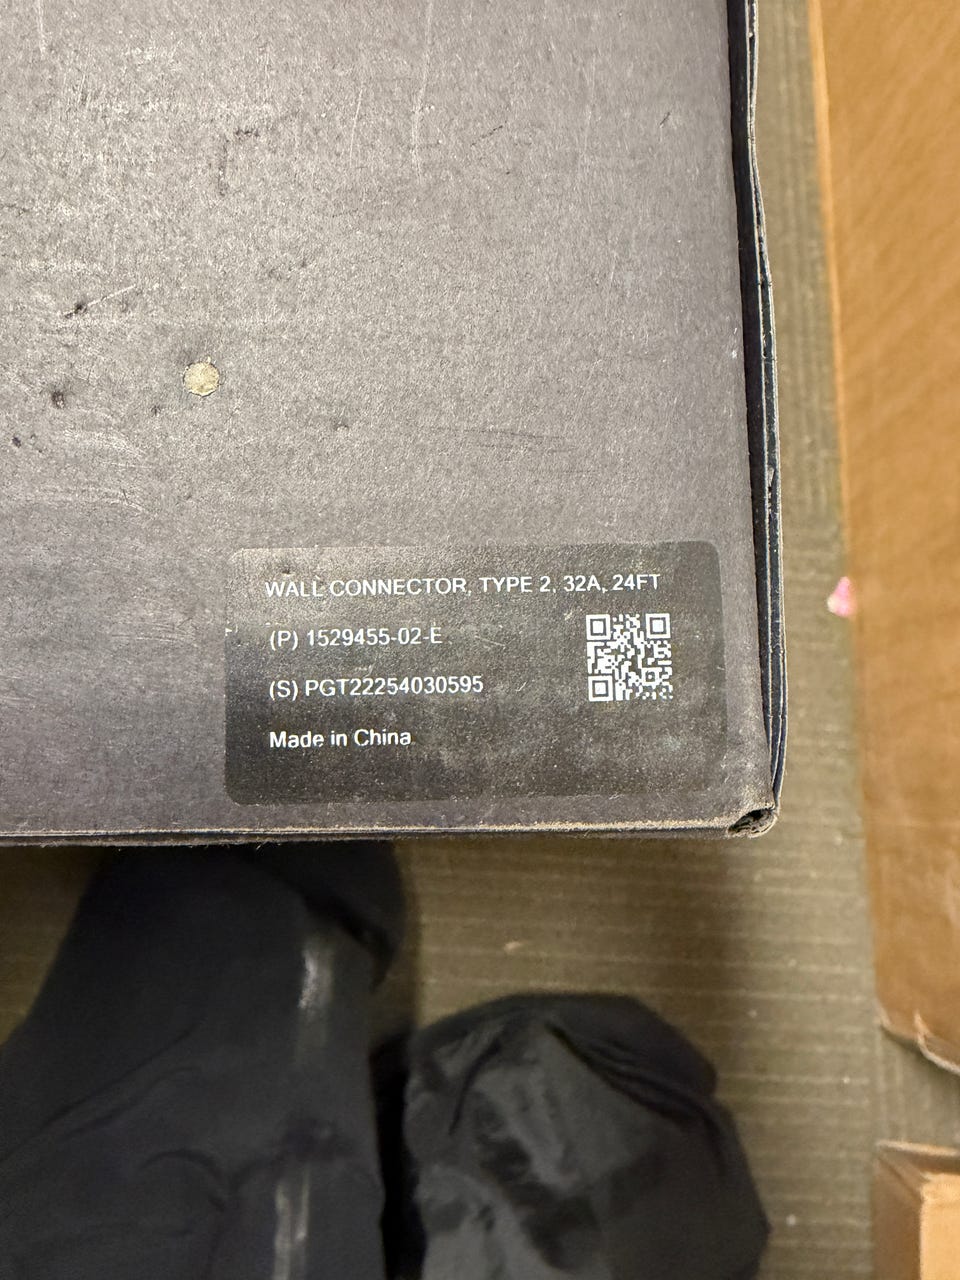 WALL CONNECTOR, TYPE 2, 32A, 24FT
(P) 1529455-02-E
(S) PGT22254030595
Made in China